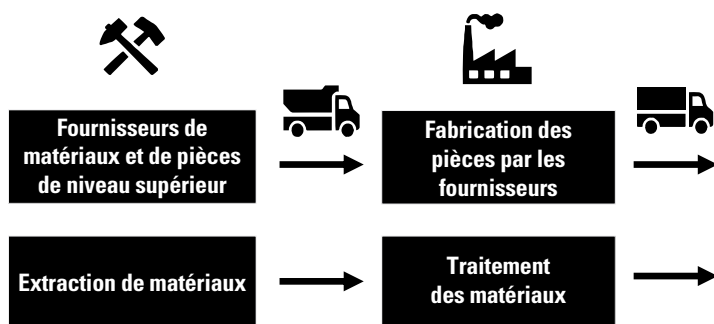 Fournisseurs de
matériaux et de pièces
de niveau supérieur
Fabrication des
pièces par les
fournisseurs
Extraction de matériaux
Traitement
des matériaux